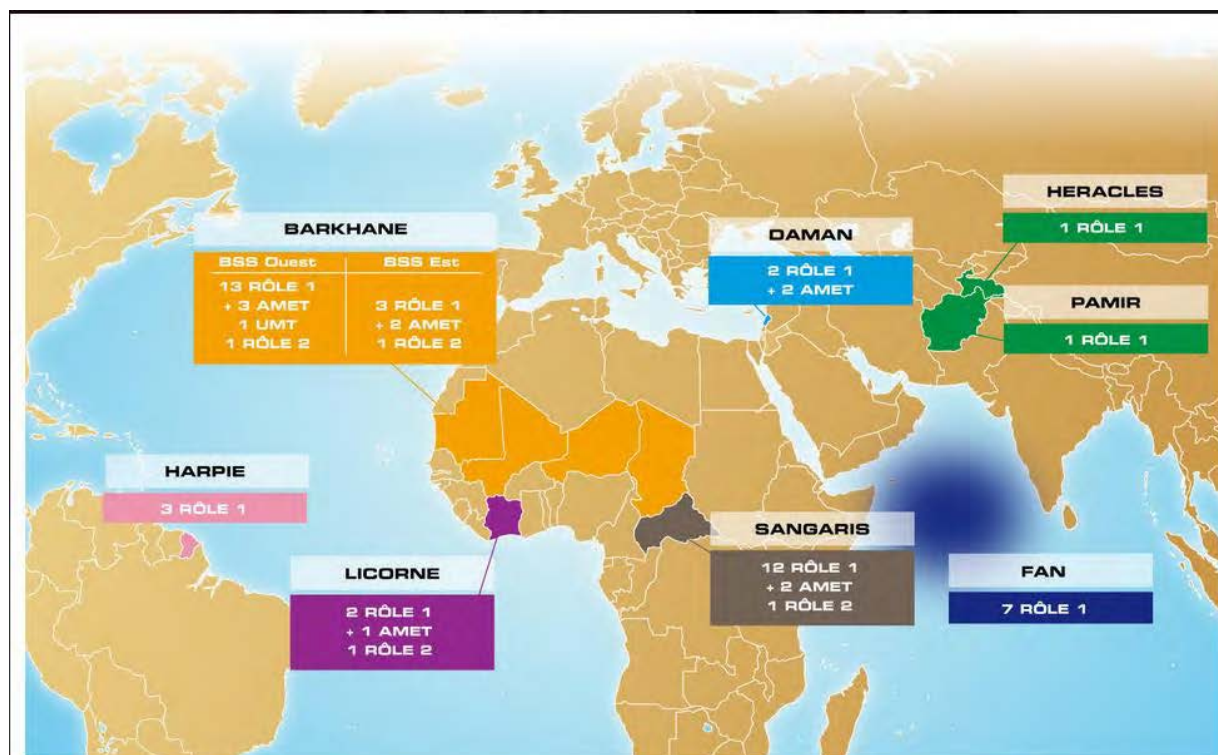 HERACLES
1 RÔLE 1
BARKHANE
BSS Ouest
13 RÔLE 1
+ 3 AMET
1 UMT
1 RÔLE 2
BSS Est
3 RÔLE 1
+ 2 AMET
1 RÔLE 2
DAMAN
2 RÔLE 1
+ 2 AMET
PAMIR
1 RÔLE 1
HARPIE
3 RÔLE 1
LICORNE
2 RÔLE 1
+ 1 AMET
1 RÔLE 2
SANGARIS
12 RÔLE 1
+ 2 AMET
1 RÔLE 2
FAN
7 RÔLE 1